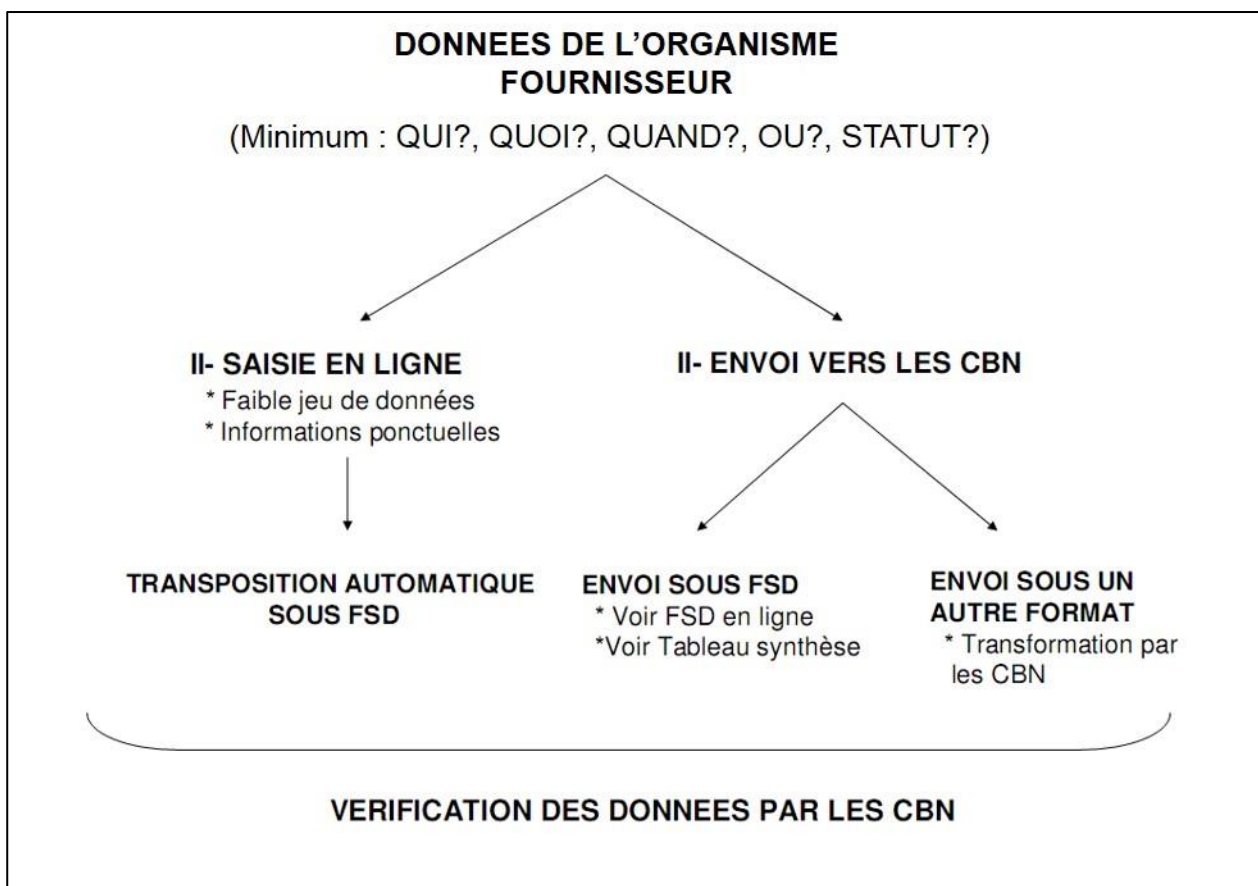 DONNEES DE L'ORGANISME
FOURNISSEUR
(Minimum : QUI?, QUOI?, QUAND?, OU?, STATUT?)
II- SAISIE EN LIGNE
* Faible jeu de données
* Informations ponctuelles
II- ENVOI VERS LES CBN
TRANSPOSITION AUTOMATIQUE
SOUS FSD
ENVOI SOUS FSD
* Voir FSD en ligne
*Voir Tableau synthèse
ENVOI SOUS UN
AUTRE FORMAT
* Transformation par
les CBN
VERIFICATION DES DONNEES PAR LES CBN